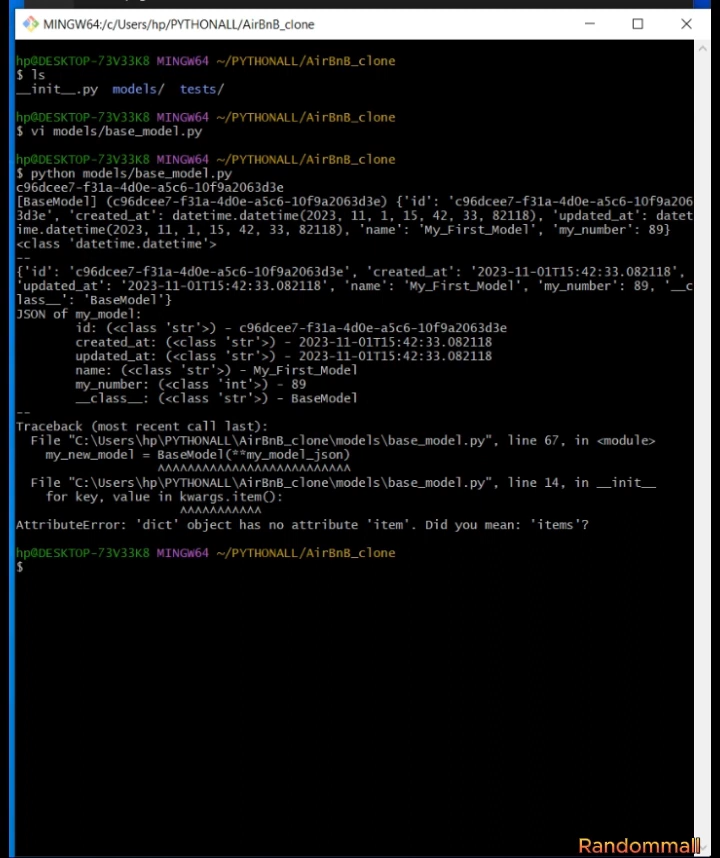 MINGW64:/c/Users/hp/PYTHONALL/AirBnB_clone
hp@DESKTOP-73V33K8 MINGW64 ~/PYTHONALL/AirBnB_clone
$ ls
__init__.py  models/  tests/
hp@DESKTOP-73V33K8 MINGW64 ~/PYTHONALL/AirBnB_clone
$ vi models/base_model.py
hp@DESKTOP-73V33K8 MINGW64 ~/PYTHONALL/AirBnB_clone
$ python models/base_model.py
c96dcee7-f31a-4d0e-a5c6-10f9a2063d3e
[BaseModel] (c96dcee7-f31a-4d0e-a5c6-10f9a2063d3e) {'id': 'c96dcee7-f31a-4d0e-a5c6-10f9a206
3d3e', 'created_at': datetime.datetime(2023, 11, 1, 15, 42, 33, 82118), 'updated_at': datet
ime.datetime(2023, 11, 1, 15, 42, 33, 82118), 'name': 'My_First_Model', 'my_number': 89}
<class 'datetime.datetime'>
--
{'id': 'c96dcee7-f31a-4d0e-a5c6-10f9a2063d3e', 'created_at': '2023-11-01T15:42:33.082118',
'updated_at': '2023-11-01T15:42:33.082118', 'name': 'My_First_Model', 'my_number': 89, '__c
lass__': 'BaseModel'}
JSON of my_model:
        id: (<class 'str'>) - c96dcee7-f31a-4d0e-a5c6-10f9a2063d3e
        created_at: (<class 'str'>) - 2023-11-01T15:42:33.082118
        updated_at: (<class 'str'>) - 2023-11-01T15:42:33.082118
        name: (<class 'str'>) - My_First_Model
        my_number: (<class 'int'>) - 89
        __class__: (<class 'str'>) - BaseModel
--
Traceback (most recent call last):
  File "C:\Users\hp\PYTHONALL\AirBnB_clone\models\base_model.py", line 67, in <module>
    my_new_model = BaseModel(**my_model_json)
                   ^^^^^^^^^^^^^^^^^^^^^^^^^^
  File "C:\Users\hp\PYTHONALL\AirBnB_clone\models\base_model.py", line 14, in __init__
    for key, value in kwargs.item():
                      ^^^^^^^^^^^
AttributeError: 'dict' object has no attribute 'item'. Did you mean: 'items'?
hp@DESKTOP-73V33K8 MINGW64 ~/PYTHONALL/AirBnB_clone
$
Randommall